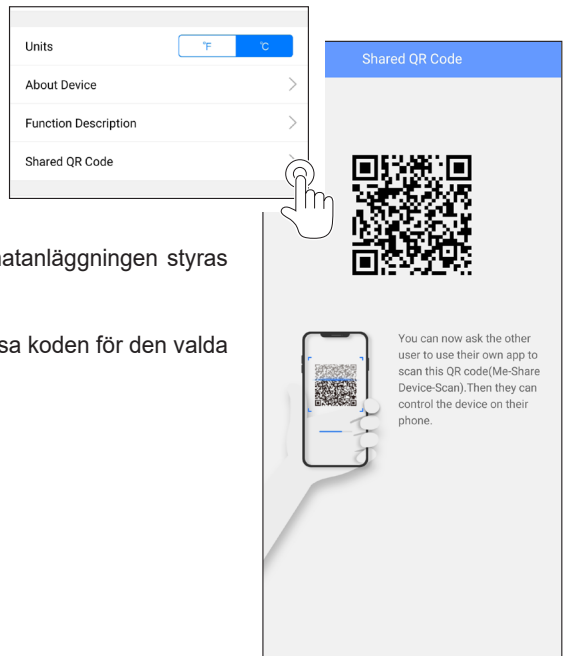 Units
°F
°C
About Device
Function Description
Shared QR Code
Shared QR Code
styras
koden för den valda
You can now ask the other
user to use their own app to
scan this QR code(Me-Share
Device-Scan).Then they can
control the device on their
phone.